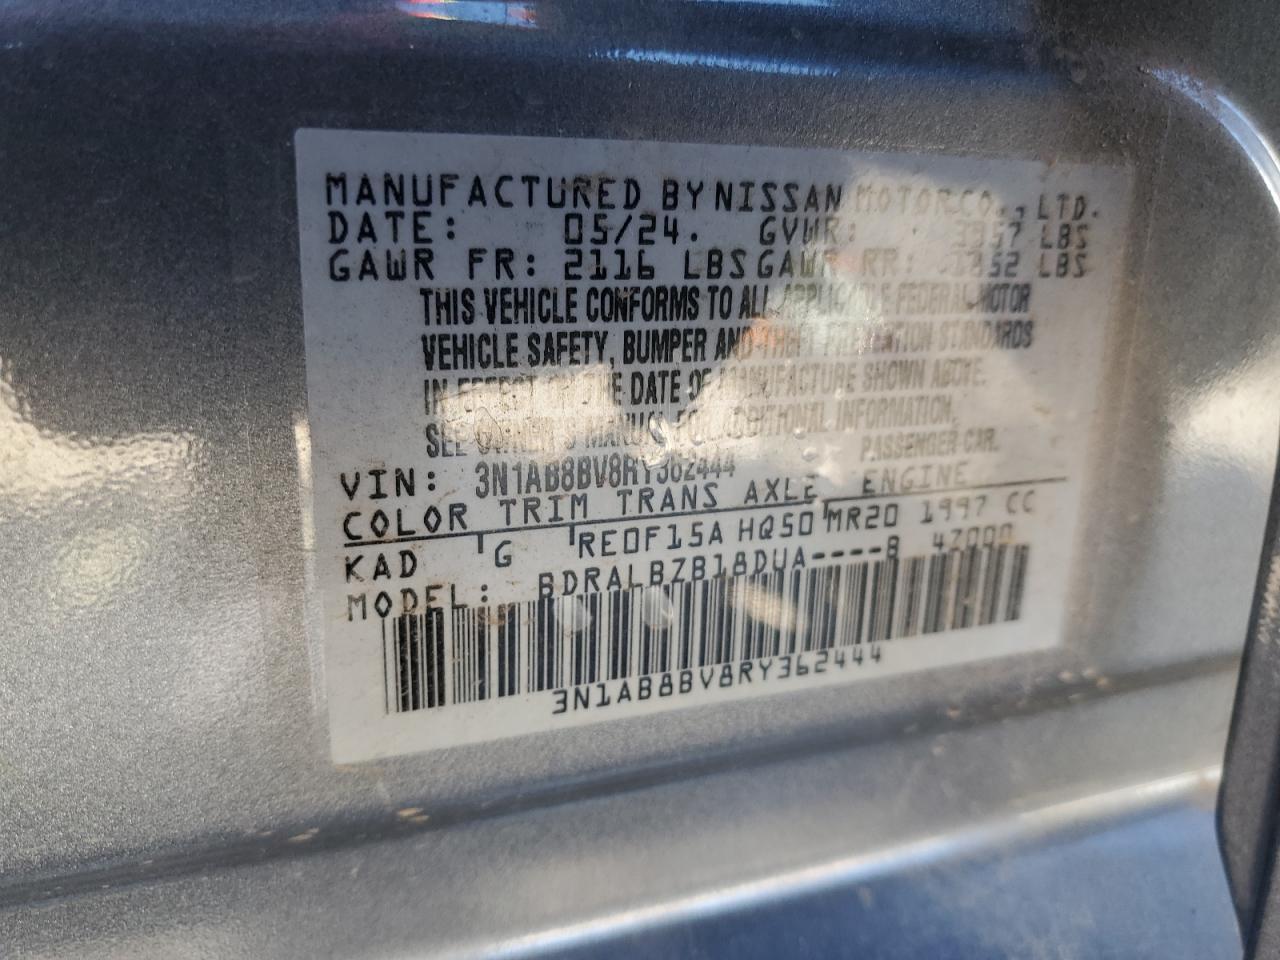 MANUFACTURED BY NISSAN MOTOR CO., LTD.
DATE: 05/24. GVWR: 3957 LBS
GAWR FR: 2116 LBS GAWR RR: 1852 LBS
THIS VEHICLE CONFORMS TO ALL APPLICABLE FEDERAL MOTOR
VEHICLE SAFETY, BUMPER AND THEFT PREVENTION STANDARDS
IN EFFECT ON THE DATE OF MANUFACTURE SHOWN ABOVE.
SEE OWNER'S MANUAL FOR ADDITIONAL INFORMATION.
PASSENGER CAR.
VIN: 3N1AB8BV8RY362444
COLOR TRIM TRANS AXLE ENGINE
KAD G RE0F15A HQ50 MR20 1997 CC
MODEL: BDRALBZB18DUA----B 47000
3N1AB8BV8RY362444